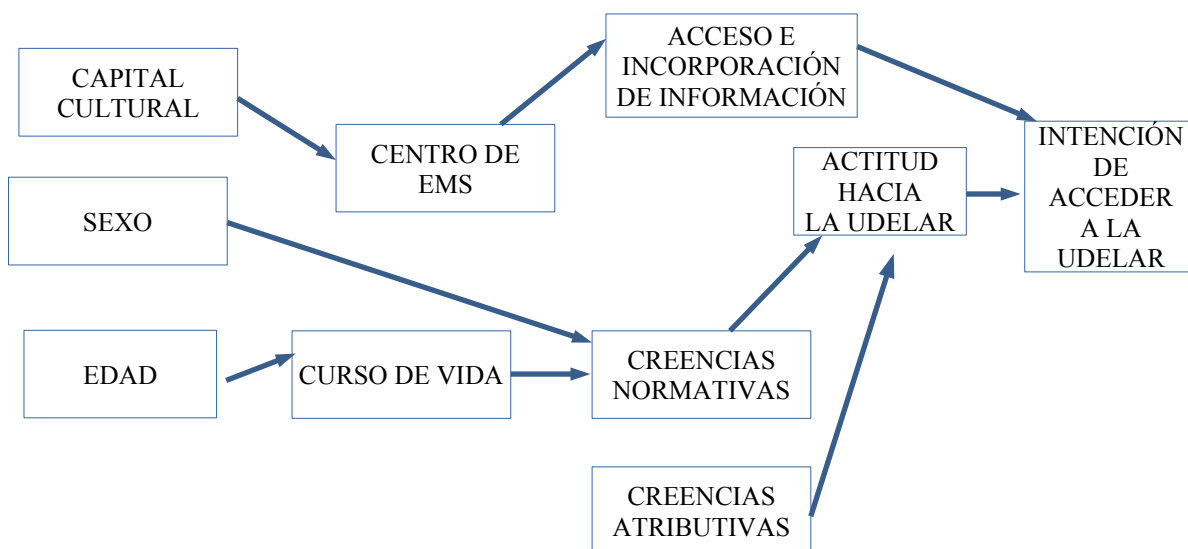 CAPITAL
CULTURAL
CENTRO DE
EMS
ACCESO E
INCORPORACIÓN
DE INFORMACIÓN
SEXO
ACTITUD
HACIA
LA UDELAR
INTENCIÓN
DE
ACCEDER
A LA
UDELAR
EDAD
CURSO DE VIDA
CREENCIAS
NORMATIVAS
CREENCIAS
ATRIBUTIVAS